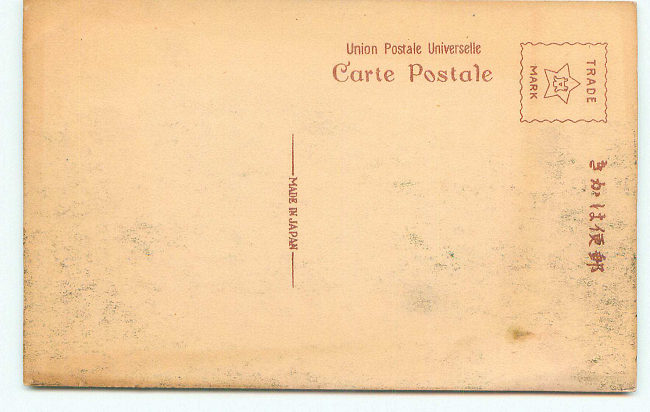 Union Postale Universelle
Carte Postale
TRADE
MARK
MADE IN JAPAN
郵便はかき